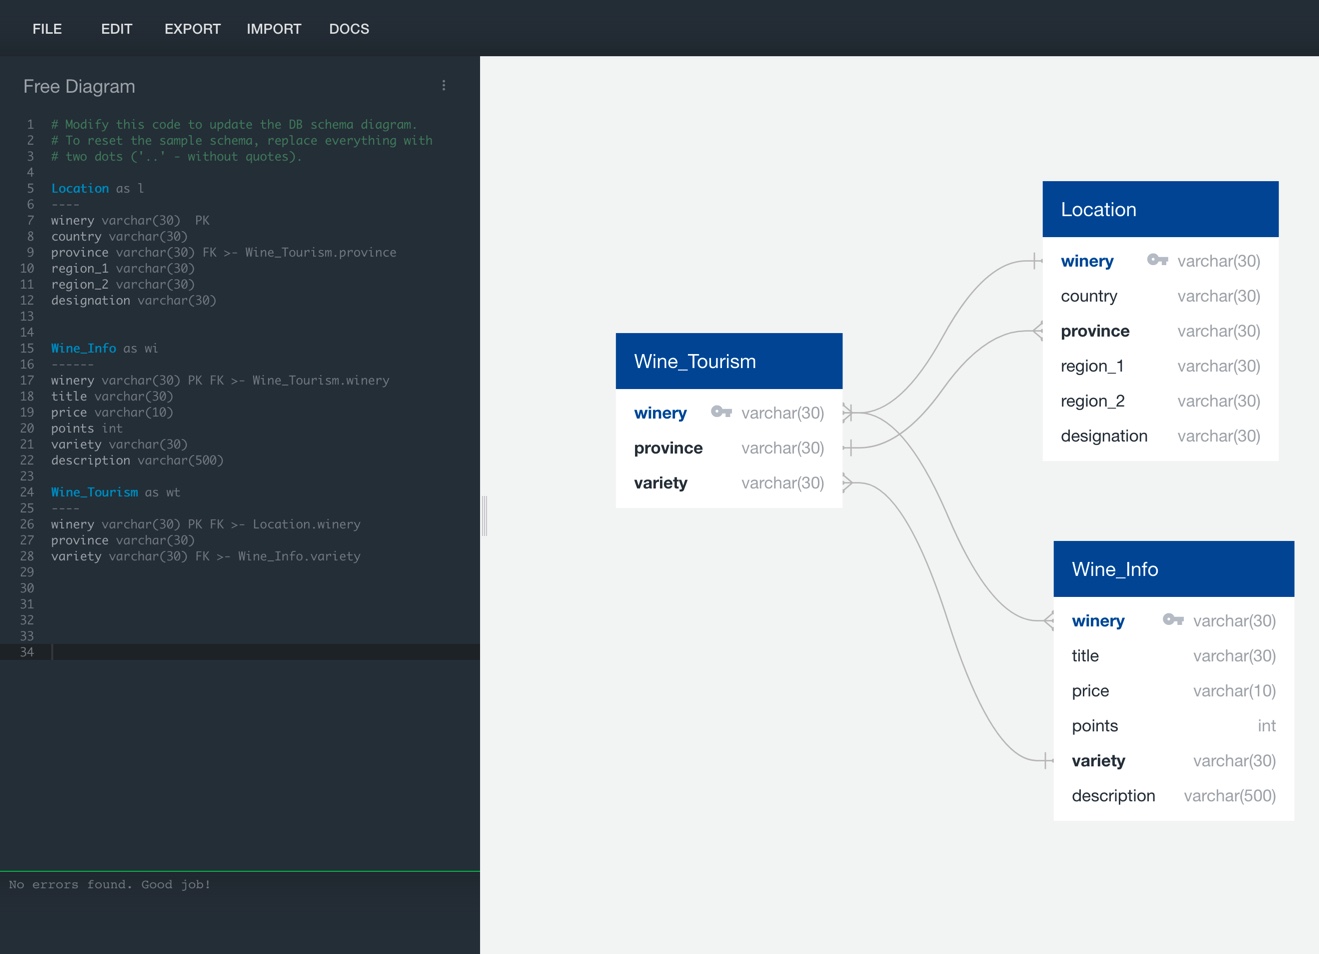 FILE EDIT EXPORT IMPORT DOCS
Free Diagram
1 # Modify this code to update the DB schema diagram.
2 # To reset the sample schema, replace everything with
3 # two dots ('..' - without quotes).
4
5 Location as l
6 ----
7 winery varchar(30)  PK
8 country varchar(30)
9 province varchar(30) FK >- Wine_Tourism.province
10 region_1 varchar(30)
11 region_2 varchar(30)
12 designation varchar(30)
13
14
15 Wine_Info as wi
16 ------
17 winery varchar(30) PK FK >- Wine_Tourism.winery
18 title varchar(30)
19 price varchar(10)
20 points int
21 variety varchar(30)
22 description varchar(500)
23
24 Wine_Tourism as wt
25 ----
26 winery varchar(30) PK FK >- Location.winery
27 province varchar(30)
28 variety varchar(30) FK >- Wine_Info.variety
29
30
31
32
33
34
No errors found. Good job!
Wine_Tourism
winery varchar(30)
province varchar(30)
variety varchar(30)
Location
winery varchar(30)
country varchar(30)
province varchar(30)
region_1 varchar(30)
region_2 varchar(30)
designation varchar(30)
Wine_Info
winery varchar(30)
title varchar(30)
price varchar(10)
points int
variety varchar(30)
description varchar(500)